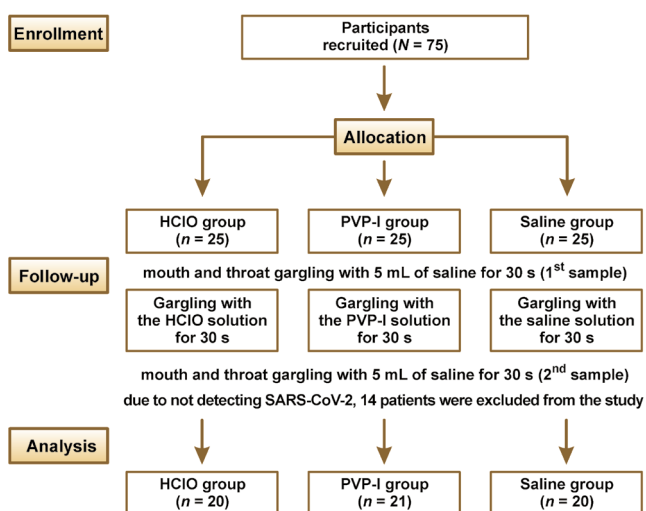 Enrollment
Participants
recruited (N = 75)
Allocation
HClO group
(n = 25)
PVP-I group
(n = 25)
Saline group
(n = 25)
Follow-up
mouth and throat gargling with 5 mL of saline for 30 s (1st sample)
Gargling with
the HClO solution
for 30 s
Gargling with
the PVP-I solution
for 30 s
Gargling with
the saline solution
for 30 s
mouth and throat gargling with 5 mL of saline for 30 s (2nd sample)
due to not detecting SARS-CoV-2, 14 patients were excluded from the study
Analysis
HClO group
(n = 20)
PVP-I group
(n = 21)
Saline group
(n = 20)